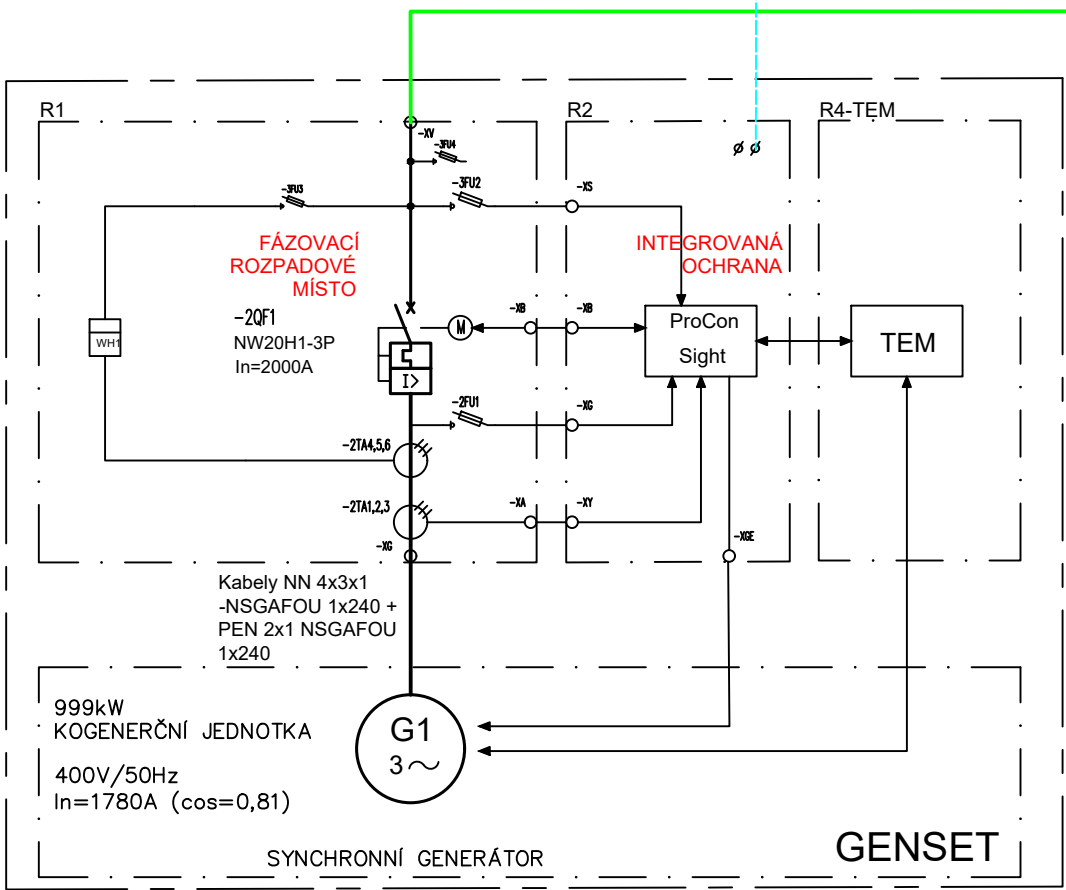 R1
R2
R4-TEM
-XV
-3FU4
-3FU3
-3FU2
-XS
FÁZOVACÍ
ROZPADOVÉ
MÍSTO
INTEGROVANÁ
OCHRANA
-2QF1
NW20H1-3P
In=2000A
M
-XB
-XB
ProCon
Sight
TEM
WH1
I>
-2FU1
-XG
-2TA4,5,6
-2TA1,2,3
-XA
-XY
-XG
-XGE
Kabely NN 4x3x1
-NSGAFOU 1x240 +
PEN 2x1 NSGAFOU
1x240
999kW
KOGENERČNÍ JEDNOTKA
400V/50Hz
In=1780A (cos=0,81)
G1
3~
SYNCHRONNÍ GENERÁTOR
GENSET